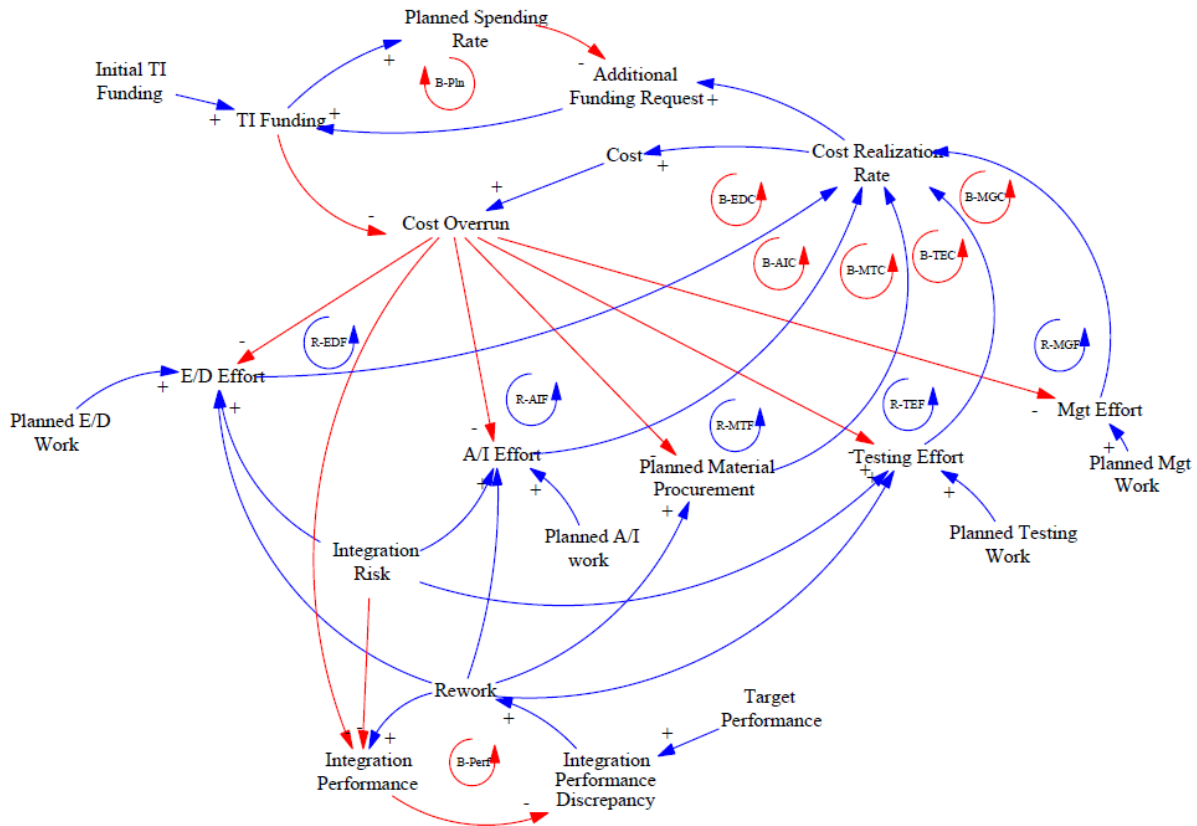 Planned Spending
Rate
+
-
B-Pln
Initial TI
Funding
Additional
Funding Request
+
+
TI Funding
+
Cost
+
Cost Realization
Rate
+
-
Cost Overrun
B-EDC
B-MGC
B-AIC
B-MTC
B-TEC
-
R-EDF
R-MGF
+
E/D Effort
+
R-AIF
R-MTF
R-TEF
-
Mgt Effort
Planned E/D
Work
-
A/I Effort
-
Planned Material
Procurement
-
Testing Effort
+
Planned Mgt
Work
+
+
+
+
+
+
Planned A/I
work
Planned Testing
Work
Integration
Risk
Rework
Target
Performance
-
+
+
+
Integration
Performance
B-Perf
Integration
Performance
Discrepancy
-